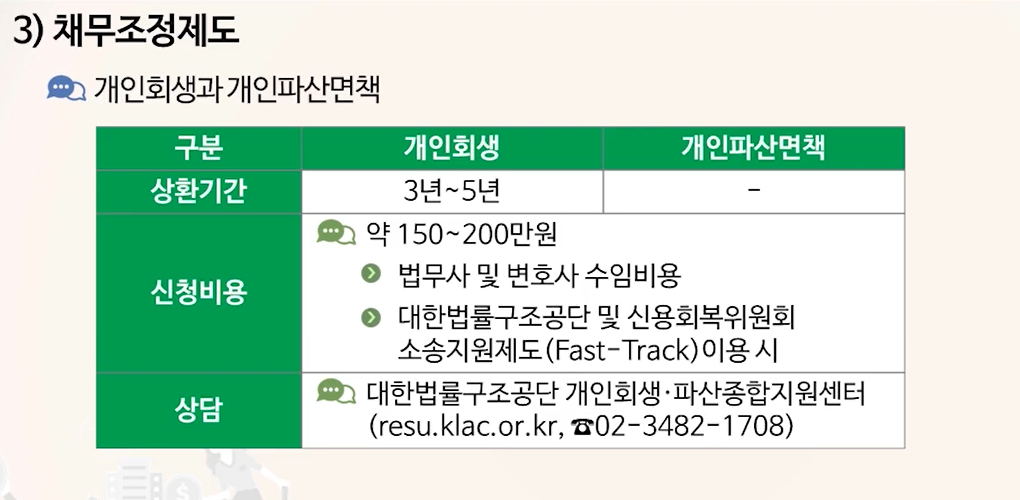 3) 채무조정제도
개인회생과 개인파산면책
구분 개인회생 개인파산면책
상환기간 3년~5년 -
신청비용
약 150~200만원
법무사 및 변호사 수임비용
대한법률구조공단 및 신용회복위원회
소송지원제도(Fast-Track)이용 시
상담
대한법률구조공단 개인회생·파산종합지원센터
(resu.klac.or.kr, ☎02-3482-1708)